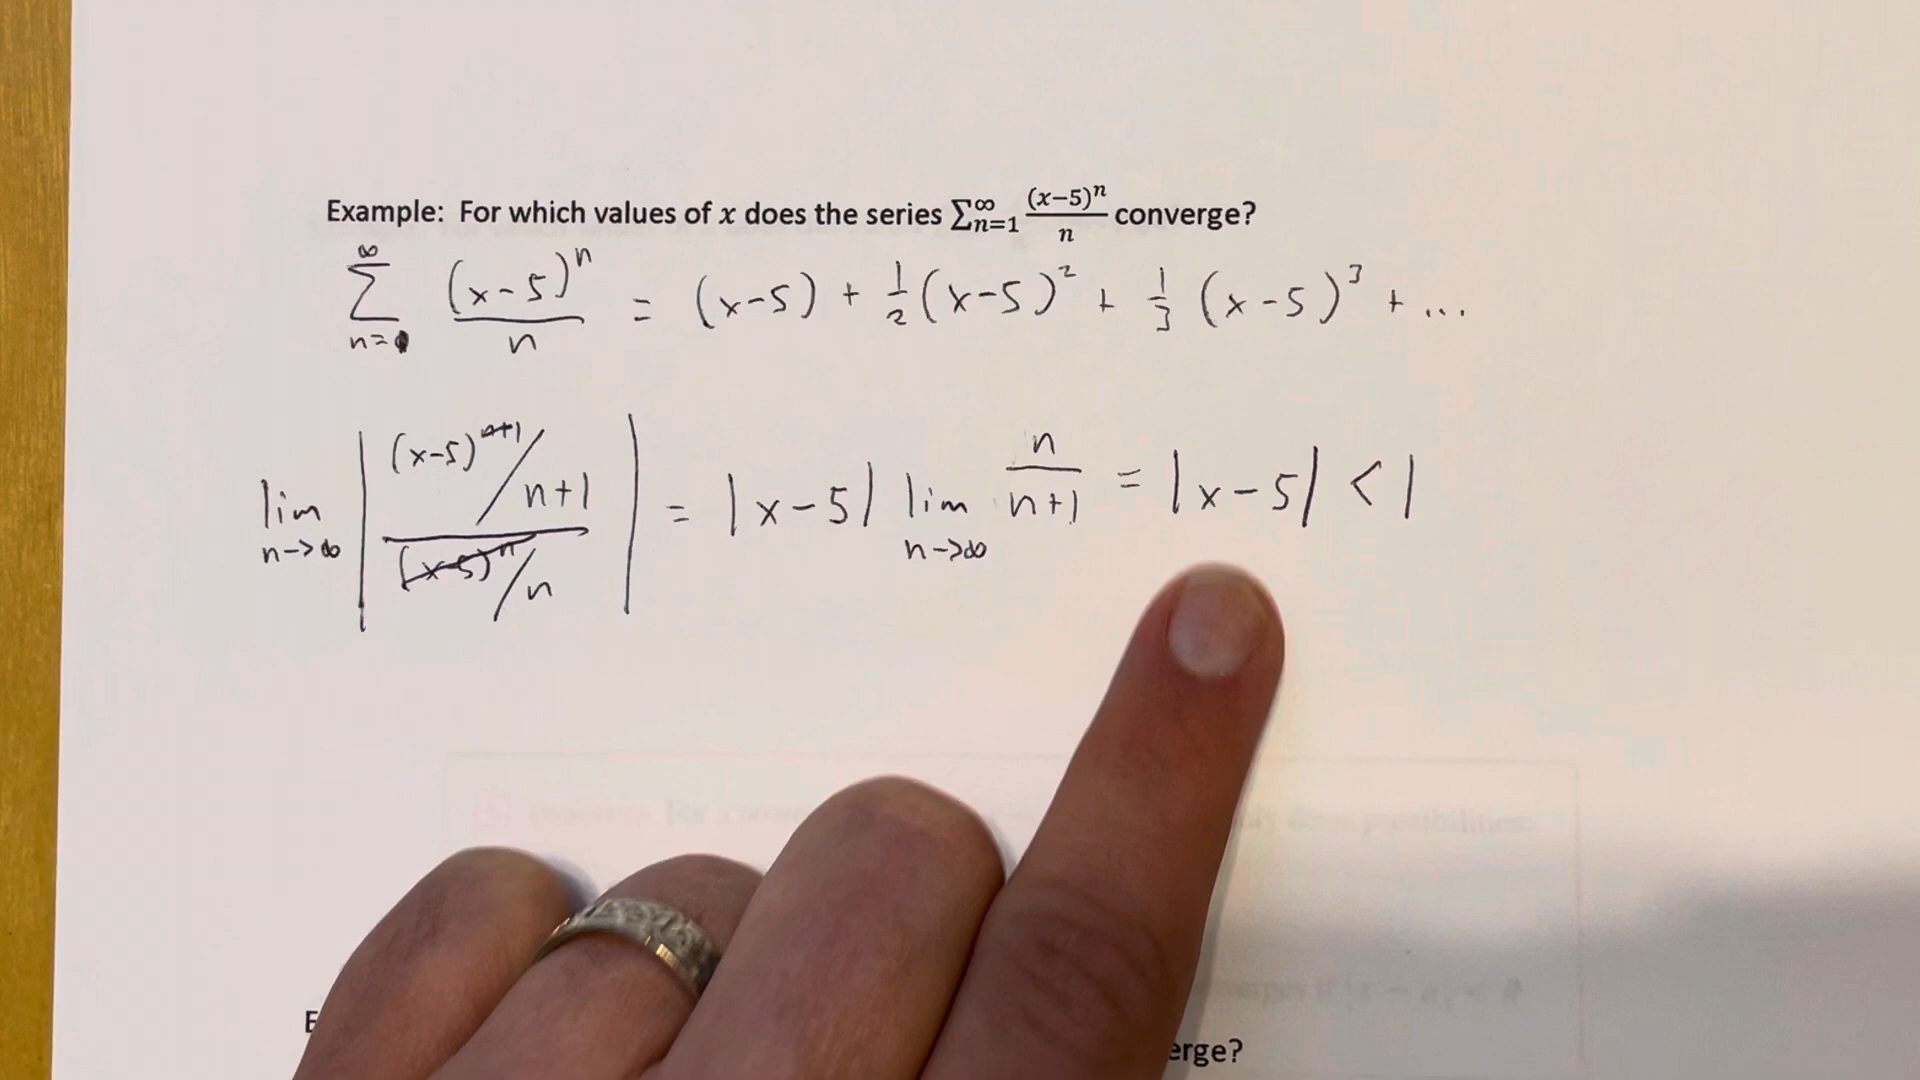 Example: For which values of x does the series ∑_{n=1}^{∞} (x−5)^n / n converge?
∑_{n=1}^{∞} (x-5)^n / n = (x-5) + 1/2 (x-5)^2 + 1/3 (x-5)^3 + ...
lim_{n->∞} | ((x-5)^{n+1} / n+1) / ((x-5)^n / n) | = |x-5| lim_{n->∞} n/(n+1) = |x-5| < 1
E
erge?